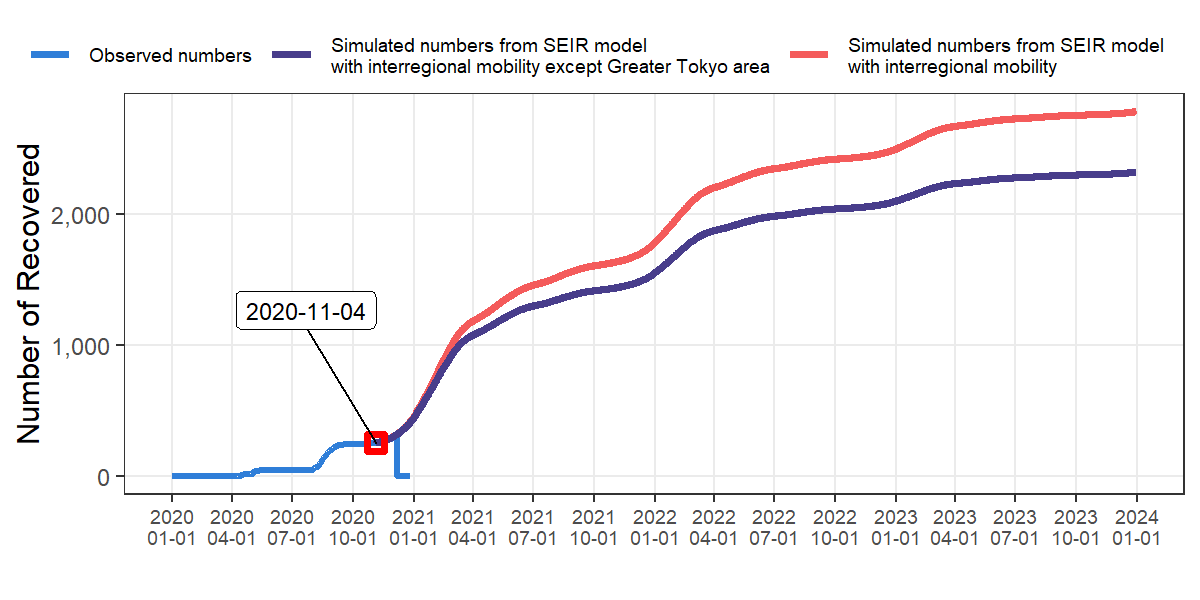 Observed numbers
Simulated numbers from SEIR model
with interregional mobility except Greater Tokyo area
Simulated numbers from SEIR model
with interregional mobility
Number of Recovered
2,000
1,000
0
2020-11-04
2020 2020 2020 2020 2021 2021 2021 2021 2022 2022 2022 2022 2023 2023 2023 2023 2024
01-01 04-01 07-01 10-01 01-01 04-01 07-01 10-01 01-01 04-01 07-01 10-01 01-01 04-01 07-01 10-01 01-01